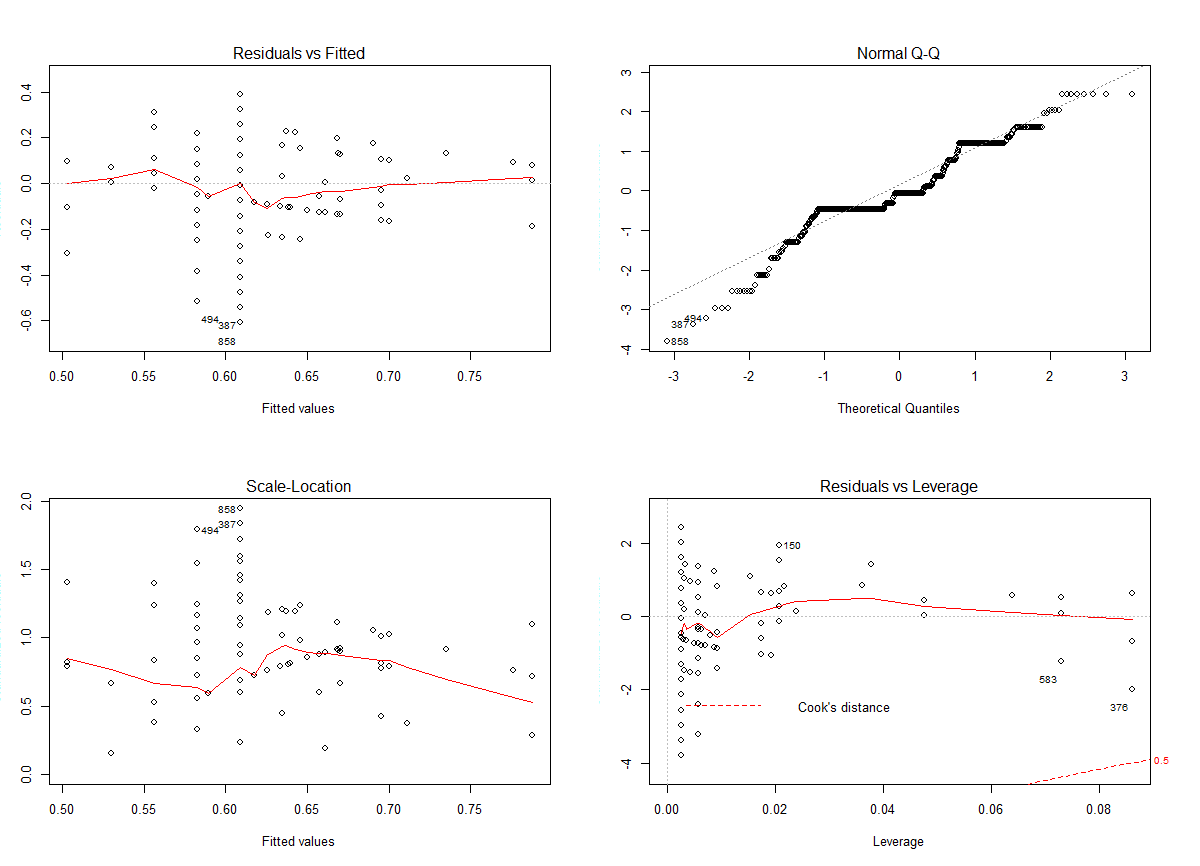 Residuals vs Fitted
0.4
0.2
0.0
-0.2
-0.4
-0.6
494
387
858
0.50 0.55 0.60 0.65 0.70 0.75
Fitted values
Normal Q-Q
3
2
1
0
-1
-2
-3
-4
494
387
858
-3 -2 -1 0 1 2 3
Theoretical Quantiles
Scale-Location
2.0
1.5
1.0
0.5
0.0
858
387
494
0.50 0.55 0.60 0.65 0.70 0.75
Fitted values
Residuals vs Leverage
2
0
-2
-4
150
583
376
Cook's distance
0.5
0.00 0.02 0.04 0.06 0.08
Leverage